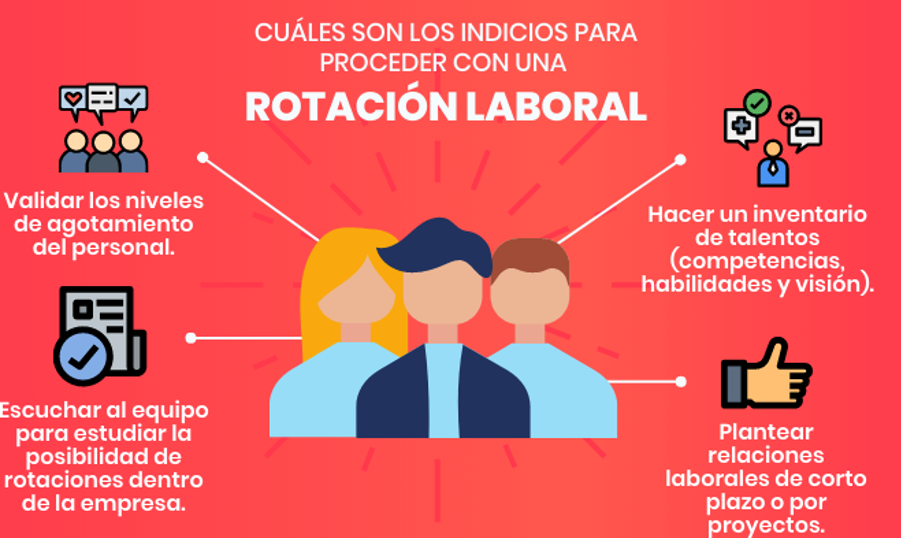 CUÁLES SON LOS INDICIOS PARA
PROCEDER CON UNA
ROTACIÓN LABORAL
Validar los niveles
de agotamiento
del personal.
Hacer un inventario
de talentos
(competencias,
habilidades y visión).
Escuchar al equipo
para estudiar la
posibilidad de
rotaciones dentro
de la empresa.
Plantear
relaciones
laborales de corto
plazo o por
proyectos.